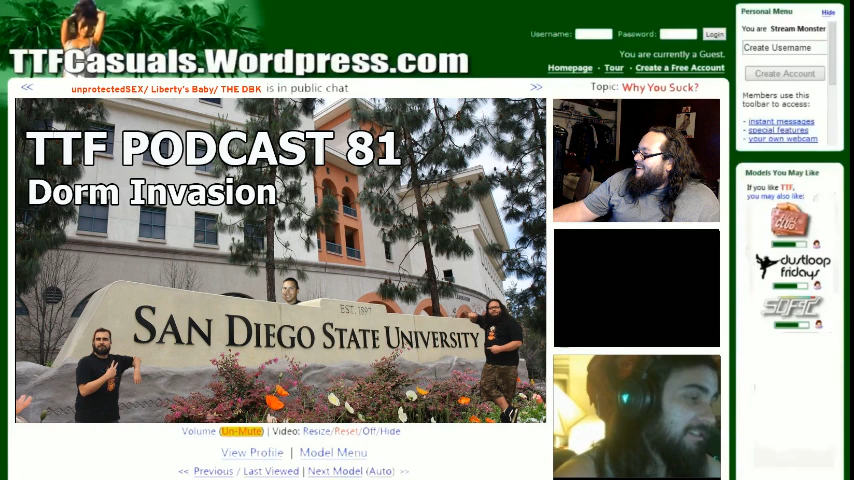 TTFCasuals.Wordpress.com
Username: Password: Login
You are currently a Guest.
Homepage · Tour · Create a Free Account
<< unprotectedSEX/ Liberty's Baby/ THE DBK is in public chat >>
Topic: Why You Suck?
TTF PODCAST 81
Dorm Invasion
EST. 1897
SAN DIEGO STATE UNIVERSITY
Volume (Un-Mute) | Video: Resize/Reset/Off/Hide
View Profile | Model Menu
<< Previous / Last Viewed | Next Model (Auto) >>
Personal Menu Hide
You are Stream Monster
Create Username
Create Account
Members use this
toolbar to access:
- instant messages
- special features
- your own webcam
Models You May Like
If you like TTF,
you may also like:
CLUB
dustloop
fridays